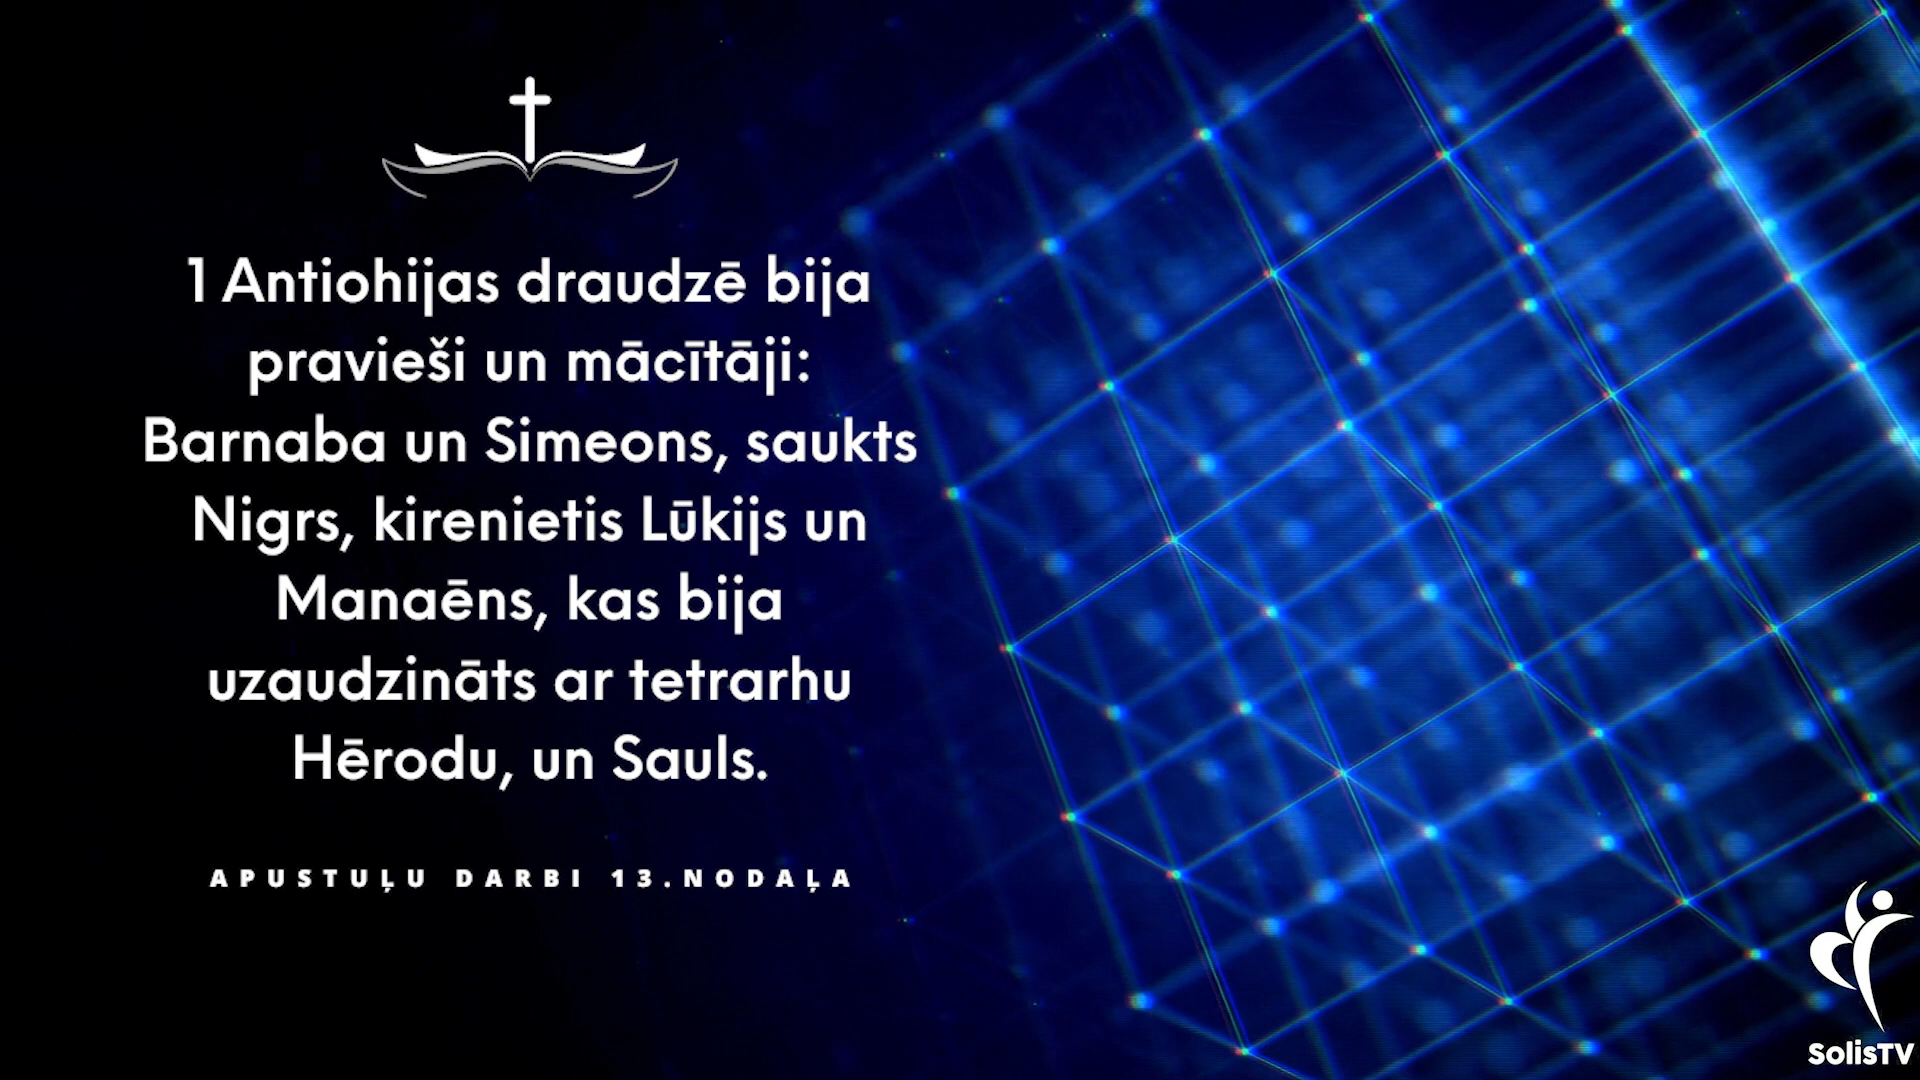 1 Antiohijas draudzē bija
pravieši un mācītāji:
Barnaba un Simeons, saukts
Nigrs, kirenietis Lūkijs un
Manaēns, kas bija
uzaudzināts ar tetrarhu
Hērodu, un Sauls.
APUSTUĻU DARBI 13.NODAĻA
SolisTV